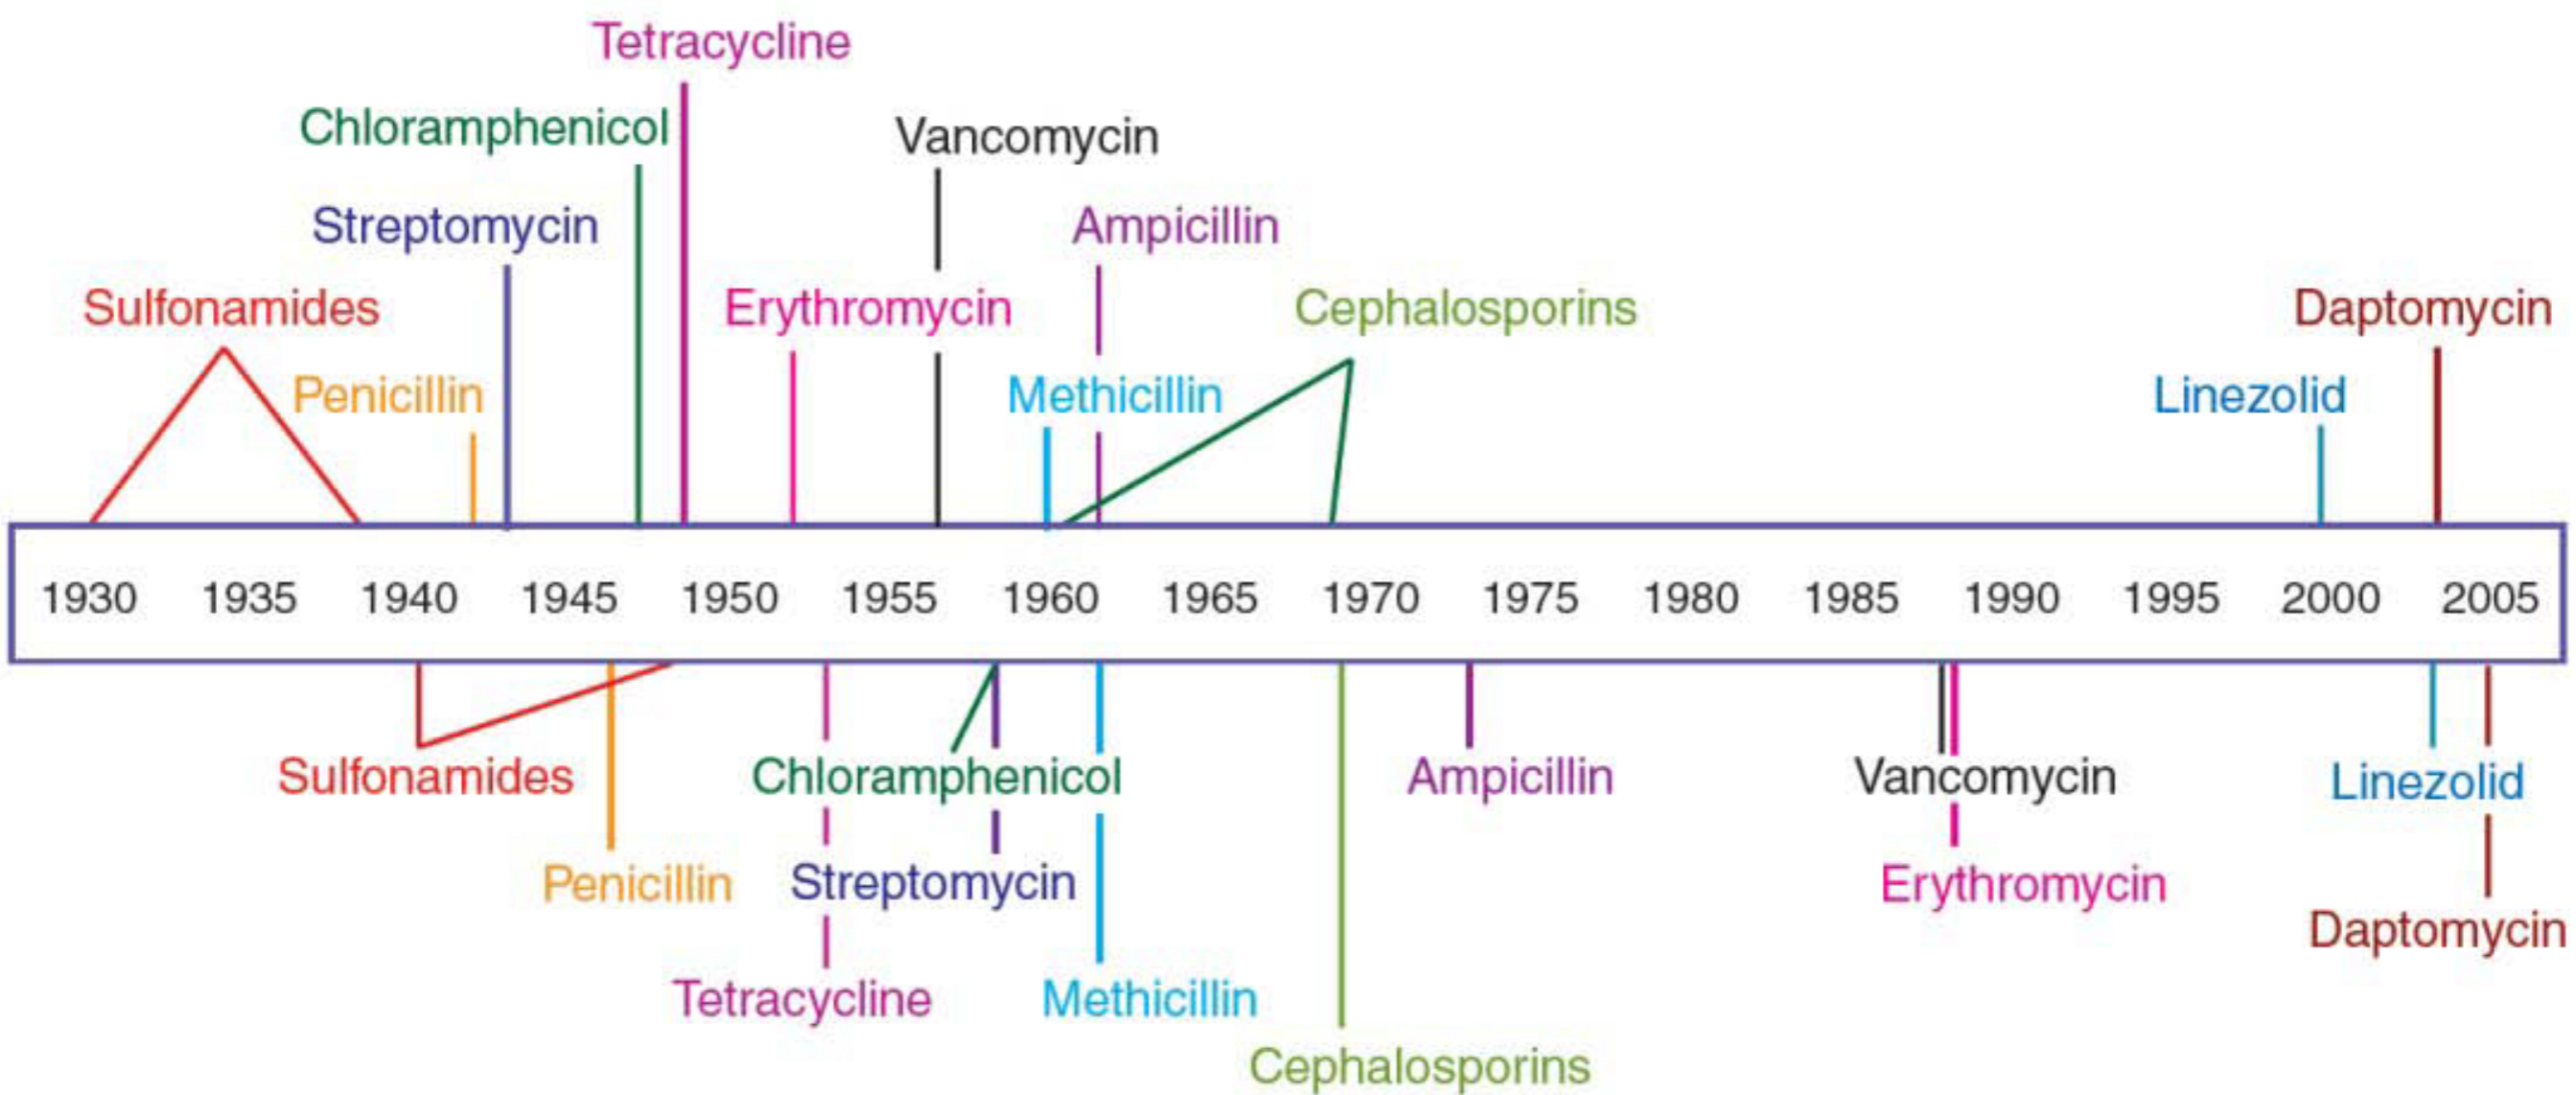 Tetracycline
Chloramphenicol
Vancomycin
Streptomycin
Ampicillin
Sulfonamides
Erythromycin
Cephalosporins
Daptomycin
Penicillin
Methicillin
Linezolid
1930 1935 1940 1945 1950 1955 1960 1965 1970 1975 1980 1985 1990 1995 2000 2005
Sulfonamides
Chloramphenicol
Ampicillin
Vancomycin
Linezolid
Penicillin
Streptomycin
Erythromycin
Daptomycin
Tetracycline
Methicillin
Cephalosporins